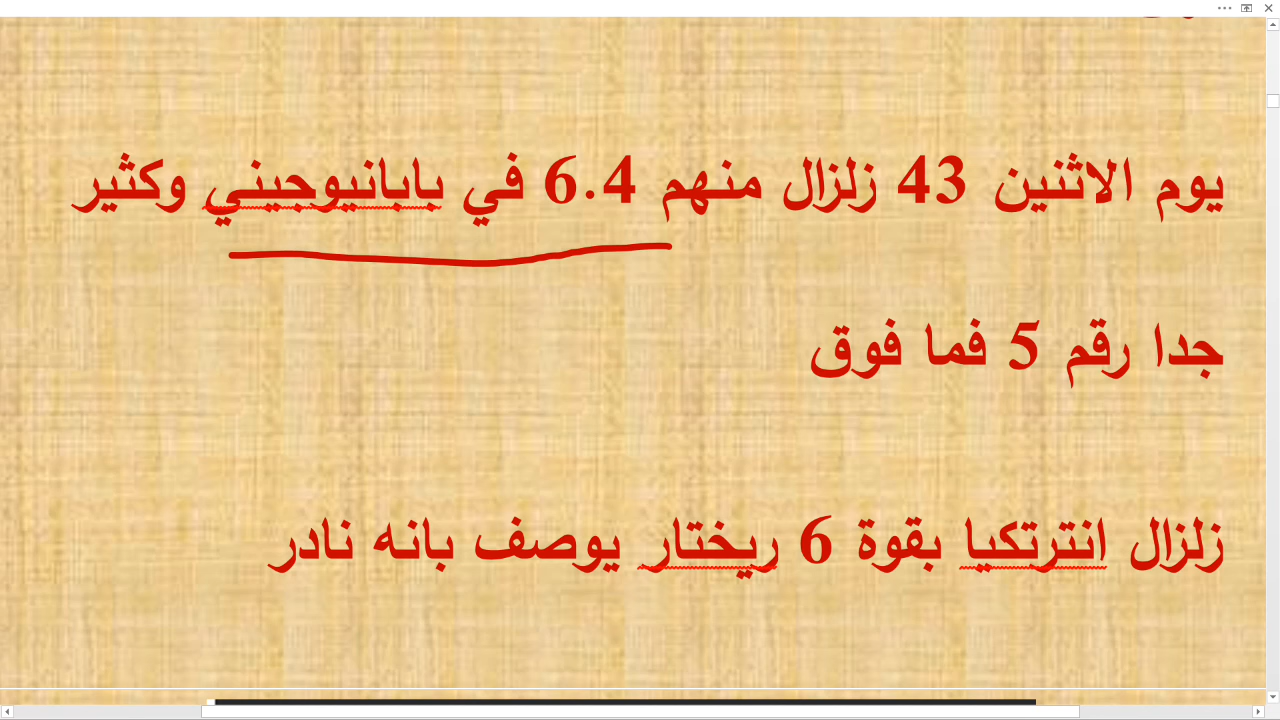 يوم الاثنين 43 زلزال منهم 6.4 في بابانيوجيني وكثير
جدا رقم 5 فما فوق
زلزال انترتكيا بقوة 6 ريختار يوصف بانه نادر